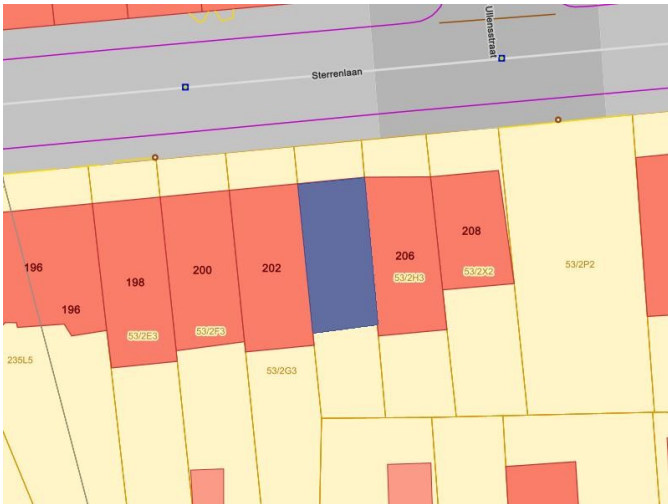 Ullensstraat
Sterrenlaan
196
198
200
202
206
208
196
53/2E3
53/2F3
53/2H3
53/2X2
53/2P2
235L5
53/2G3